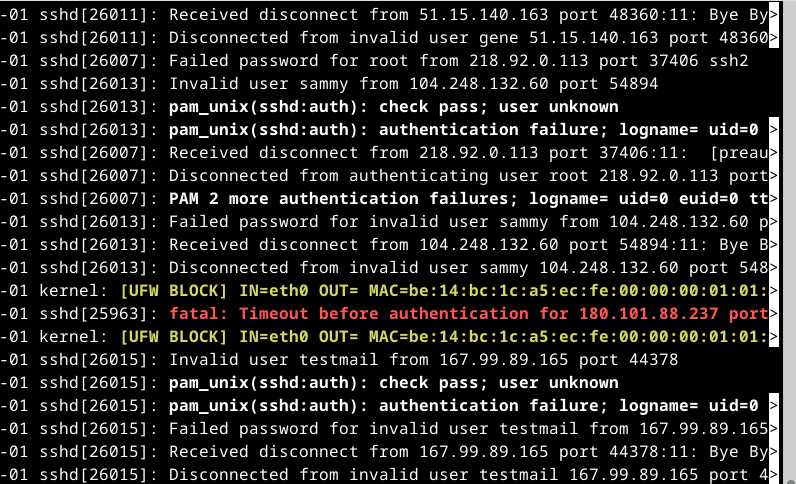 -01 sshd[26011]: Received disconnect from 51.15.140.163 port 48360:11: Bye By>
-01 sshd[26011]: Disconnected from invalid user gene 51.15.140.163 port 48360>
-01 sshd[26007]: Failed password for root from 218.92.0.113 port 37406 ssh2
-01 sshd[26013]: Invalid user sammy from 104.248.132.60 port 54894
-01 sshd[26013]: pam_unix(sshd:auth): check pass; user unknown
-01 sshd[26013]: pam_unix(sshd:auth): authentication failure; logname= uid=0 >
-01 sshd[26007]: Received disconnect from 218.92.0.113 port 37406:11:  [preau>
-01 sshd[26007]: Disconnected from authenticating user root 218.92.0.113 port>
-01 sshd[26007]: PAM 2 more authentication failures; logname= uid=0 euid=0 tt>
-01 sshd[26013]: Failed password for invalid user sammy from 104.248.132.60 p>
-01 sshd[26013]: Received disconnect from 104.248.132.60 port 54894:11: Bye B>
-01 sshd[26013]: Disconnected from invalid user sammy 104.248.132.60 port 548>
-01 kernel: [UFW BLOCK] IN=eth0 OUT= MAC=be:14:bc:1c:a5:ec:fe:00:00:00:01:01:>
-01 sshd[25963]: fatal: Timeout before authentication for 180.101.88.237 port>
-01 kernel: [UFW BLOCK] IN=eth0 OUT= MAC=be:14:bc:1c:a5:ec:fe:00:00:00:01:01:>
-01 sshd[26015]: Invalid user testmail from 167.99.89.165 port 44378
-01 sshd[26015]: pam_unix(sshd:auth): check pass; user unknown
-01 sshd[26015]: pam_unix(sshd:auth): authentication failure; logname= uid=0 >
-01 sshd[26015]: Failed password for invalid user testmail from 167.99.89.165>
-01 sshd[26015]: Received disconnect from 167.99.89.165 port 44378:11: Bye By>
-01 sshd[26015]: Disconnected from invalid user testmail 167.99.89.165 port 4>